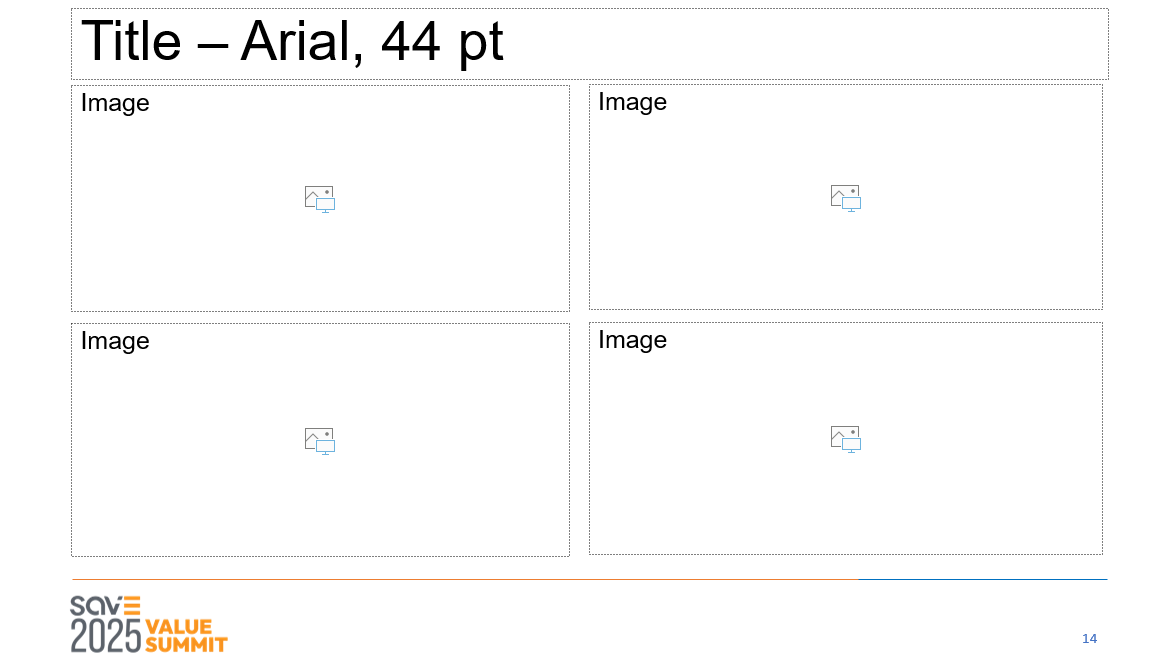 Title – Arial, 44 pt
Image
Image
Image
Image
SAVE
2025 VALUE
SUMMIT
14